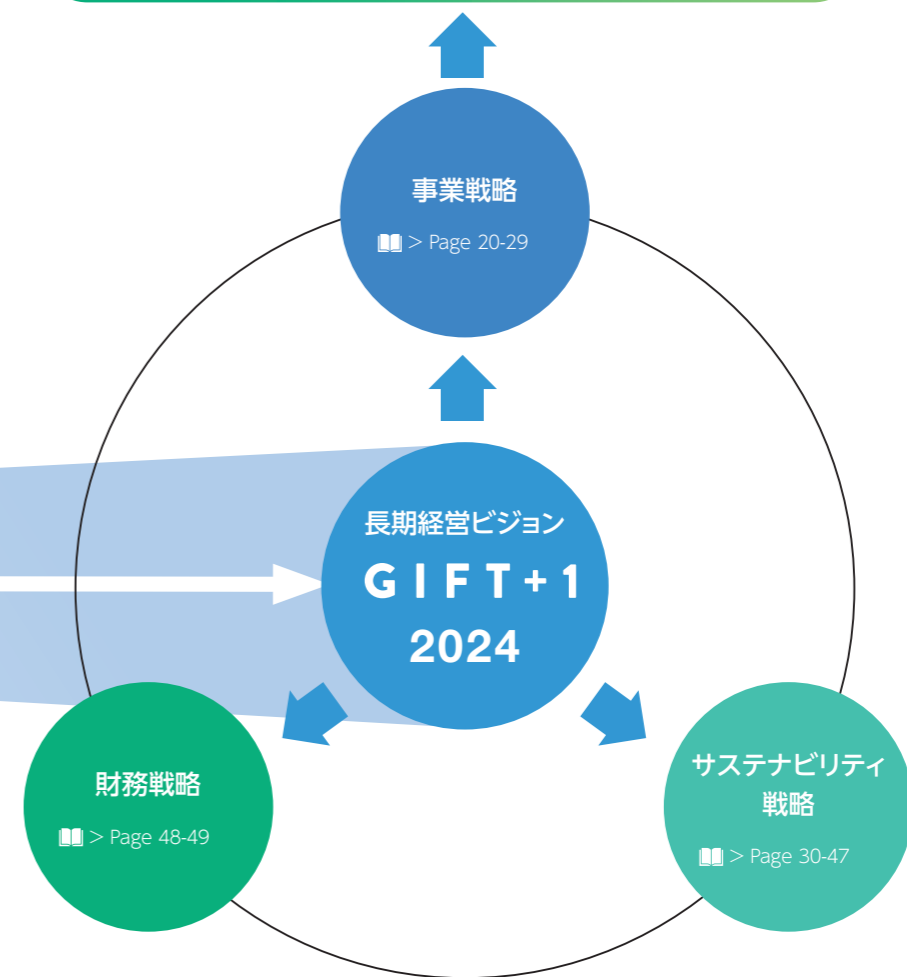 事業戦略
> Page 20-29
長期経営ビジョン
GIFT+1
2024
財務戦略
> Page 48-49
サステナビリティ
戦略
> Page 30-47